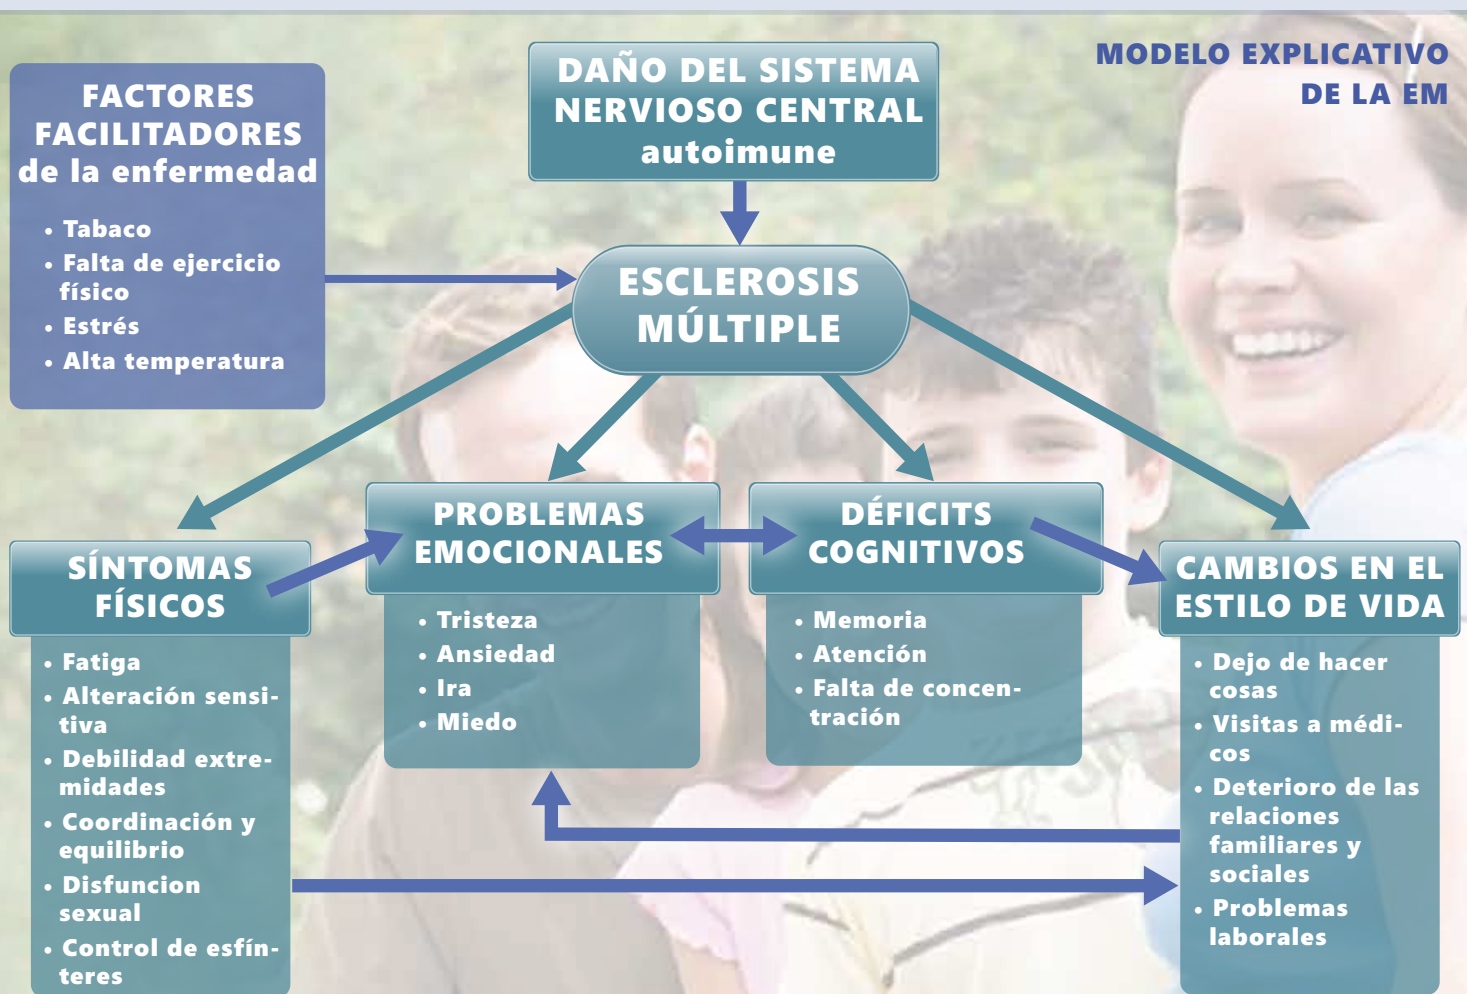 MODELO EXPLICATIVO
DE LA EM
DAÑO DEL SISTEMA
NERVIOSO CENTRAL
autoimune
FACTORES
FACILITADORES
de la enfermedad
• Tabaco
• Falta de ejercicio
físico
• Estrés
• Alta temperatura
ESCLEROSIS
MÚLTIPLE
SÍNTOMAS
FÍSICOS
• Fatiga
• Alteración sensi-
tiva
• Debilidad extre-
midades
• Coordinación y
equilibrio
• Disfuncion
sexual
• Control de esfín-
teres
PROBLEMAS
EMOCIONALES
• Tristeza
• Ansiedad
• Ira
• Miedo
DÉFICITS
COGNITIVOS
• Memoria
• Atención
• Falta de concen-
tración
CAMBIOS EN EL
ESTILO DE VIDA
• Dejo de hacer
cosas
• Visitas a médi-
cos
• Deterioro de las
relaciones
familiares y
sociales
• Problemas
laborales